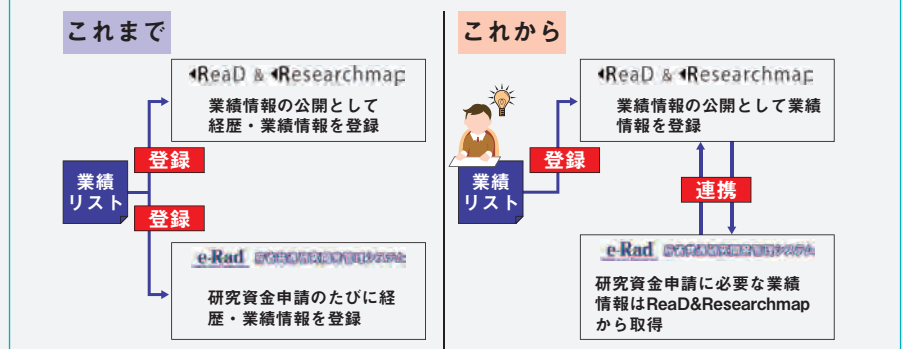 これまで
ReaD & Researchmap
業績情報の公開として
経歴・業績情報を登録
登録
業績
リスト
登録
e-Rad
研究資金申請のたびに経
歴・業績情報を登録
これから
ReaD & Researchmap
業績情報の公開として業績
情報を登録
登録
業績
リスト
連携
e-Rad
研究資金申請に必要な業績
情報はReaD&Researchmap
から取得